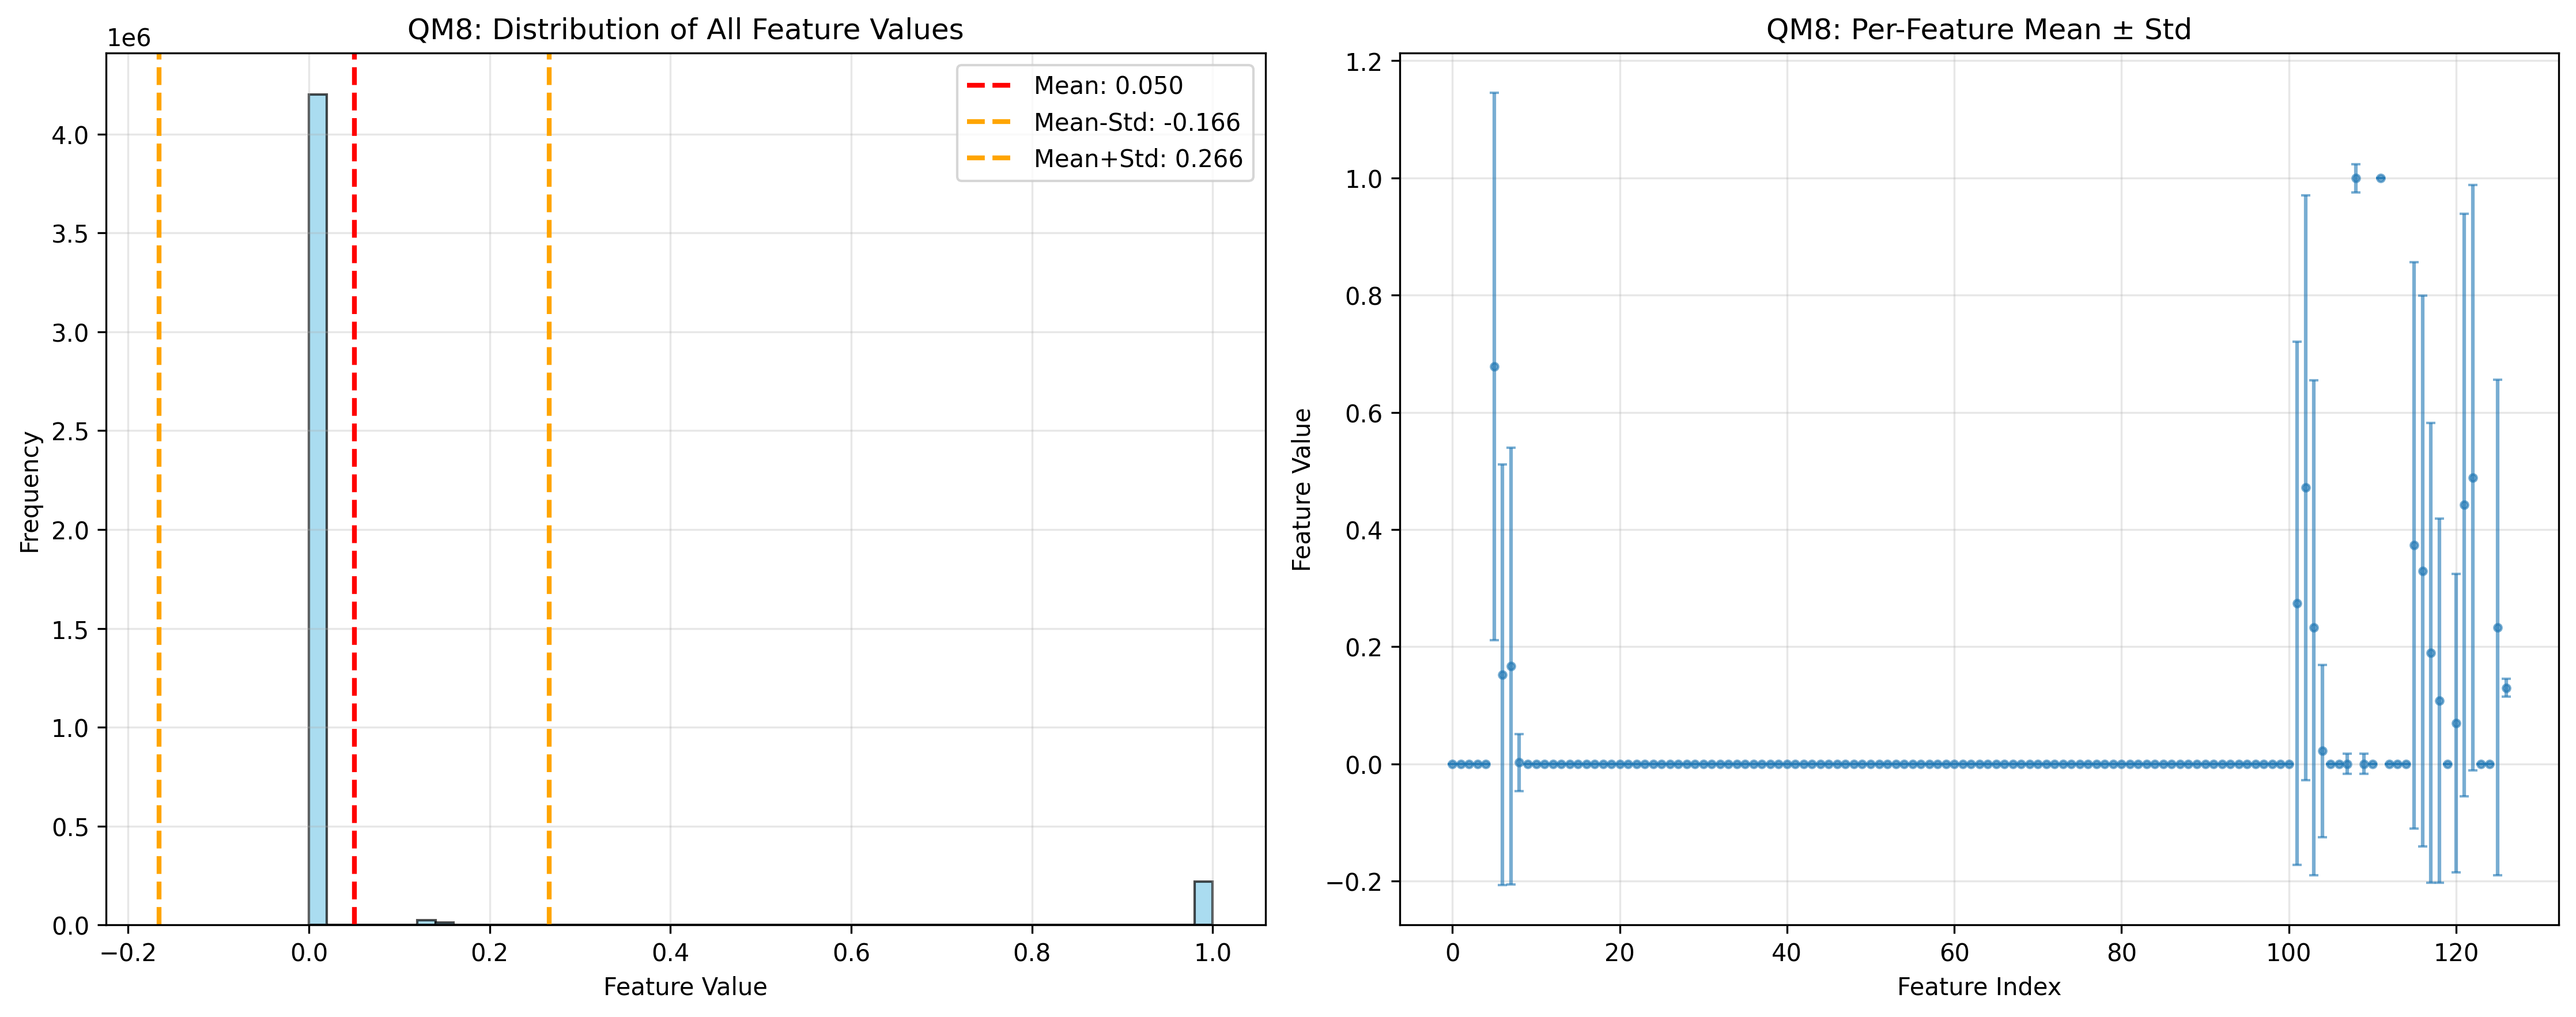 QM8: Distribution of All Feature Values
1e6
Mean: 0.050
Mean-Std: -0.166
Mean+Std: 0.266
4.0
3.5
3.0
2.5
2.0
1.5
1.0
0.5
0.0
Frequency
−0.2 0.0 0.2 0.4 0.6 0.8 1.0
Feature Value
QM8: Per-Feature Mean ± Std
1.2
1.0
0.8
0.6
0.4
0.2
0.0
−0.2
Feature Value
0 20 40 60 80 100 120
Feature Index